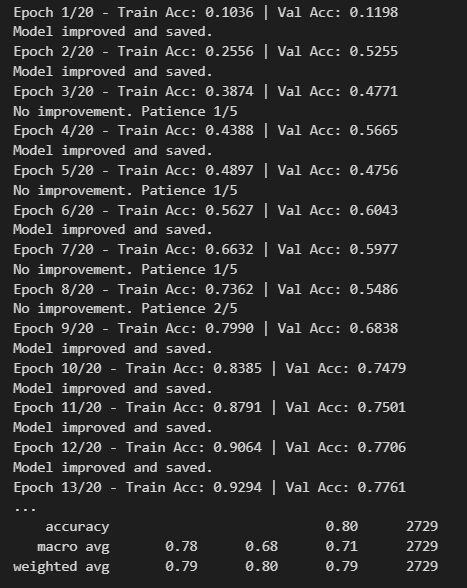 Epoch 1/20 - Train Acc: 0.1036 | Val Acc: 0.1198
Model improved and saved.
Epoch 2/20 - Train Acc: 0.2556 | Val Acc: 0.5255
Model improved and saved.
Epoch 3/20 - Train Acc: 0.3874 | Val Acc: 0.4771
No improvement. Patience 1/5
Epoch 4/20 - Train Acc: 0.4388 | Val Acc: 0.5665
Model improved and saved.
Epoch 5/20 - Train Acc: 0.4897 | Val Acc: 0.4756
No improvement. Patience 1/5
Epoch 6/20 - Train Acc: 0.5627 | Val Acc: 0.6043
Model improved and saved.
Epoch 7/20 - Train Acc: 0.6632 | Val Acc: 0.5977
No improvement. Patience 1/5
Epoch 8/20 - Train Acc: 0.7362 | Val Acc: 0.5486
No improvement. Patience 2/5
Epoch 9/20 - Train Acc: 0.7990 | Val Acc: 0.6838
Model improved and saved.
Epoch 10/20 - Train Acc: 0.8385 | Val Acc: 0.7479
Model improved and saved.
Epoch 11/20 - Train Acc: 0.8791 | Val Acc: 0.7501
Model improved and saved.
Epoch 12/20 - Train Acc: 0.9064 | Val Acc: 0.7706
Model improved and saved.
Epoch 13/20 - Train Acc: 0.9294 | Val Acc: 0.7761
...
accuracy 0.80 2729
macro avg 0.78 0.68 0.71 2729
weighted avg 0.79 0.80 0.79 2729